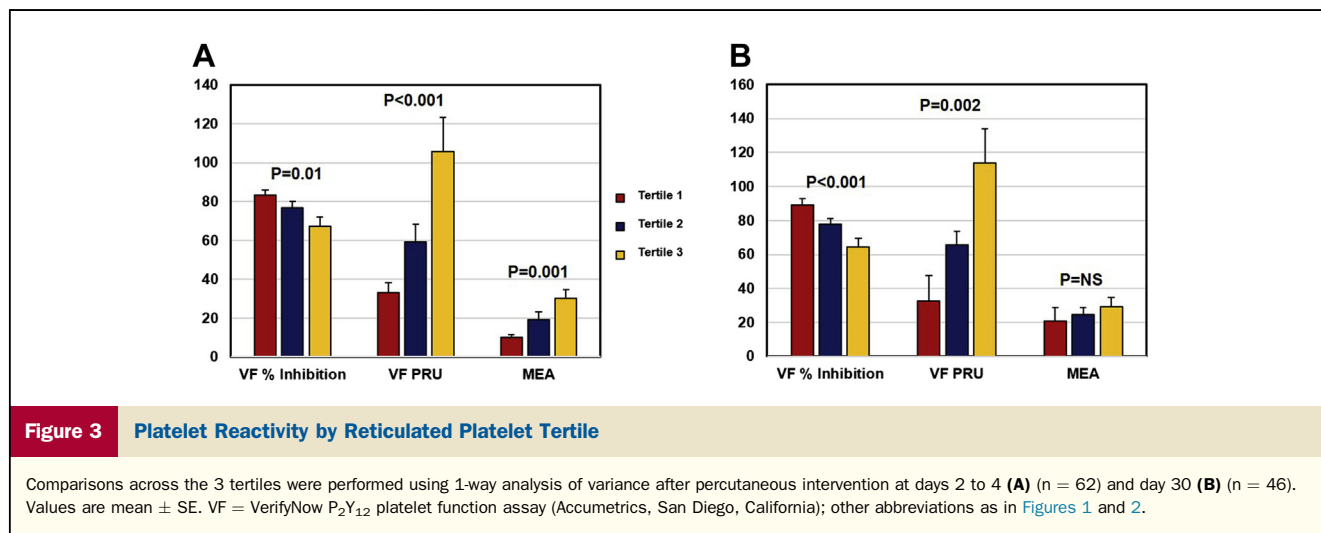 A
140
120
100
80
60
40
20
0
P=0.01
P<0.001
P=0.001
VF % Inhibition
VF PRU
MEA
Tertile 1
Tertile 2
Tertile 3
B
160
140
120
100
80
60
40
20
0
P<0.001
P=0.002
P=NS
VF % Inhibition
VF PRU
MEA
Figure 3 Platelet Reactivity by Reticulated Platelet Tertile
Comparisons across the 3 tertiles were performed using 1-way analysis of variance after percutaneous intervention at days 2 to 4 (A) (n = 62) and day 30 (B) (n = 46).
Values are mean ± SE. VF = VerifyNow P₂Y₁₂ platelet function assay (Accumetrics, San Diego, California); other abbreviations as in Figures 1 and 2.